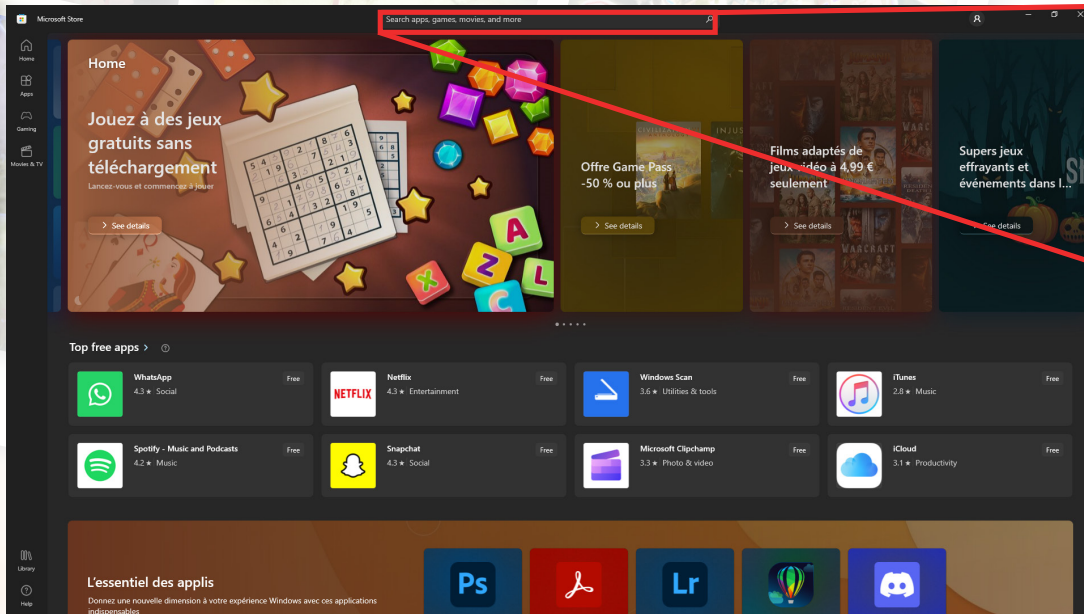 Microsoft Store
Search apps, games, movies, and more
Home
Apps
Gaming
Movies & TV
Library
Help
Home
Jouez à des jeux
gratuits sans
téléchargement
Lancez-vous et commencez à jouer
See details
Offre Game Pass
-50 % ou plus
See details
Films adaptés de
jeux vidéo à 4,99 €
seulement
See details
WARCRAFT
Supers jeux
effrayants et
événements dans l...
See details
Top free apps
WhatsApp
4.3 ★ Social
Free
NETFLIX
Netflix
4.3 ★ Entertainment
Free
Windows Scan
3.6 ★ Utilities & tools
Free
iTunes
2.8 ★ Music
Free
Spotify - Music and Podcasts
4.2 ★ Music
Free
Snapchat
4.3 ★ Social
Free
Microsoft Clipchamp
3.3 ★ Photo & video
Free
iCloud
3.1 ★ Productivity
Free
L'essentiel des applis
Donnez une nouvelle dimension à votre expérience Windows avec ces applications
indispensables
Ps
Lr